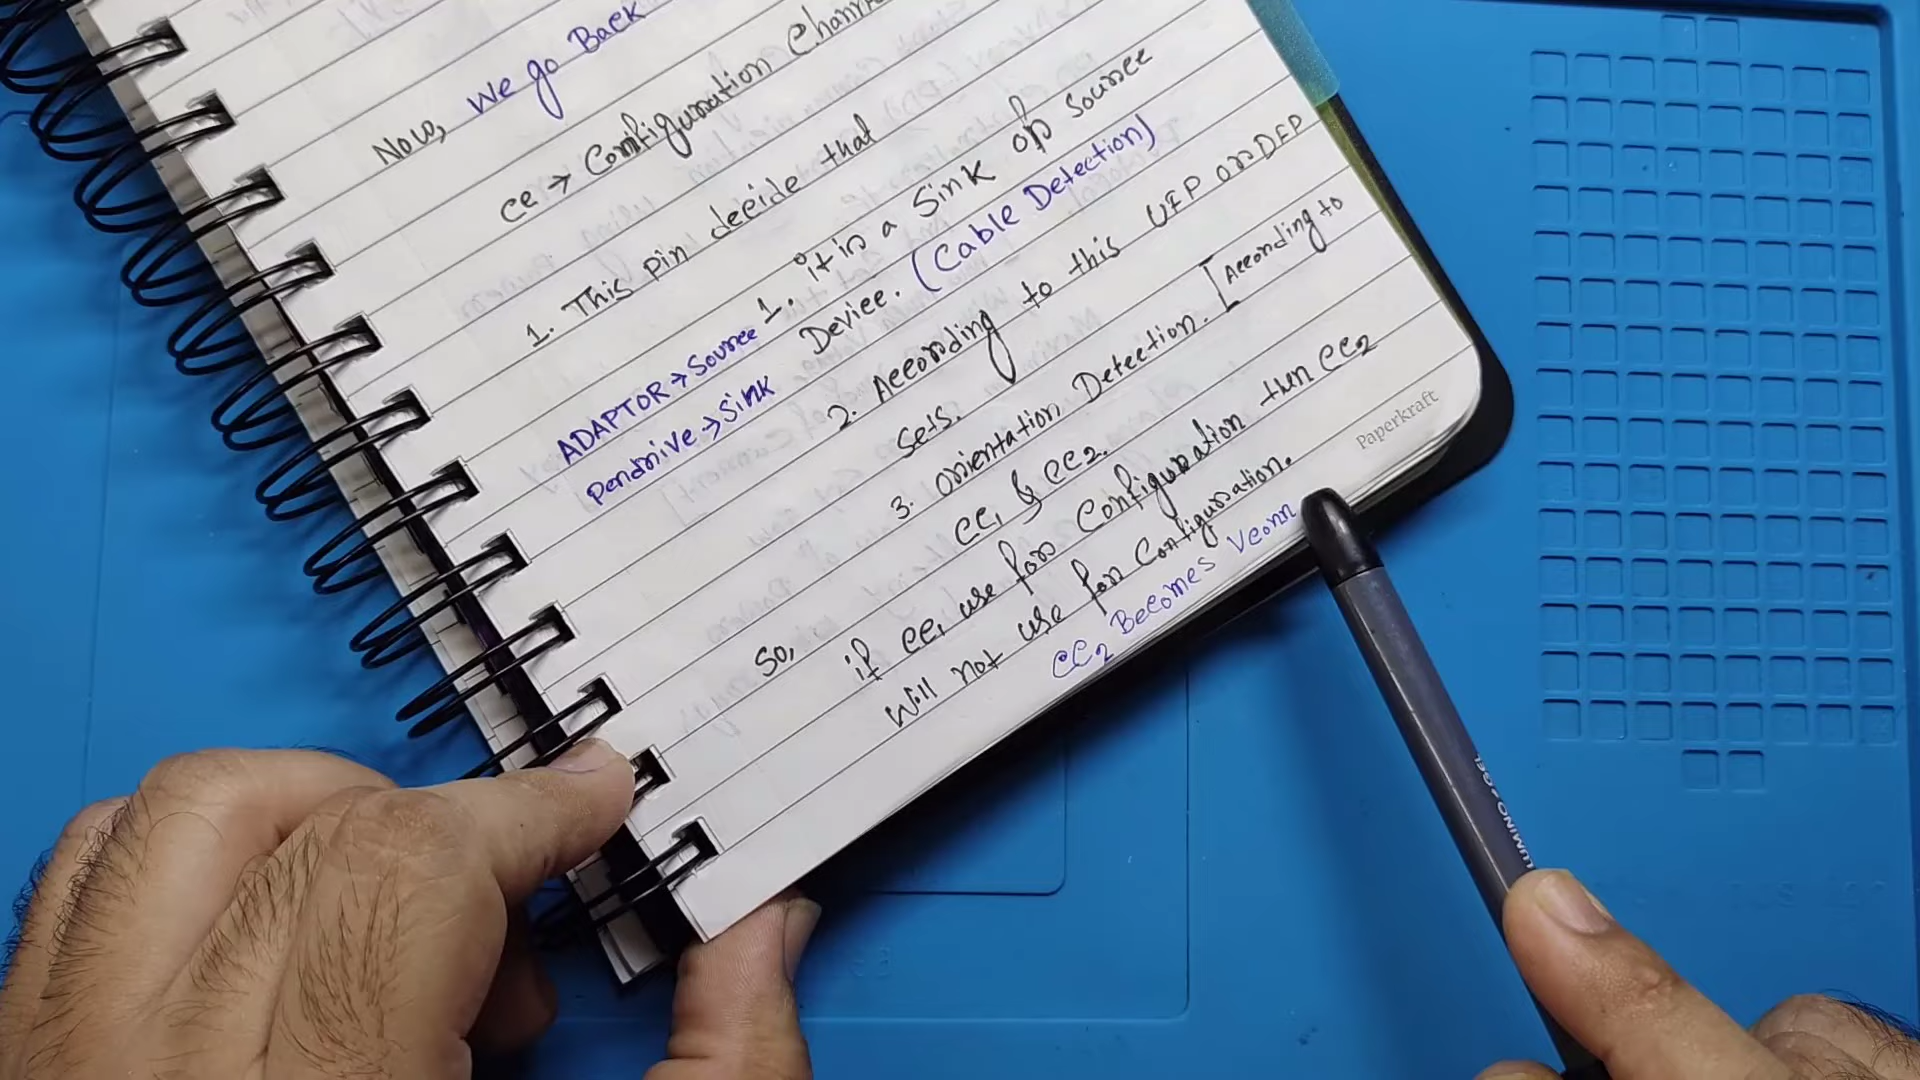 Now, We go Back
CC → Configuration Chann
1. This pin decide that
1. it is a Sink or Source
Device. (Cable Detection)
ADAPTOR → Source
Pendrive → Sink
2. According to this UFP or DFP
Sets.
3. Orientation Detection. [According to
CC1 & CC2.
So,
if CC1 use for Configuration then CC2
Will not use for Configuration.
CC2 Becomes Vconn
Paperkraft
LUMINO 2GEL